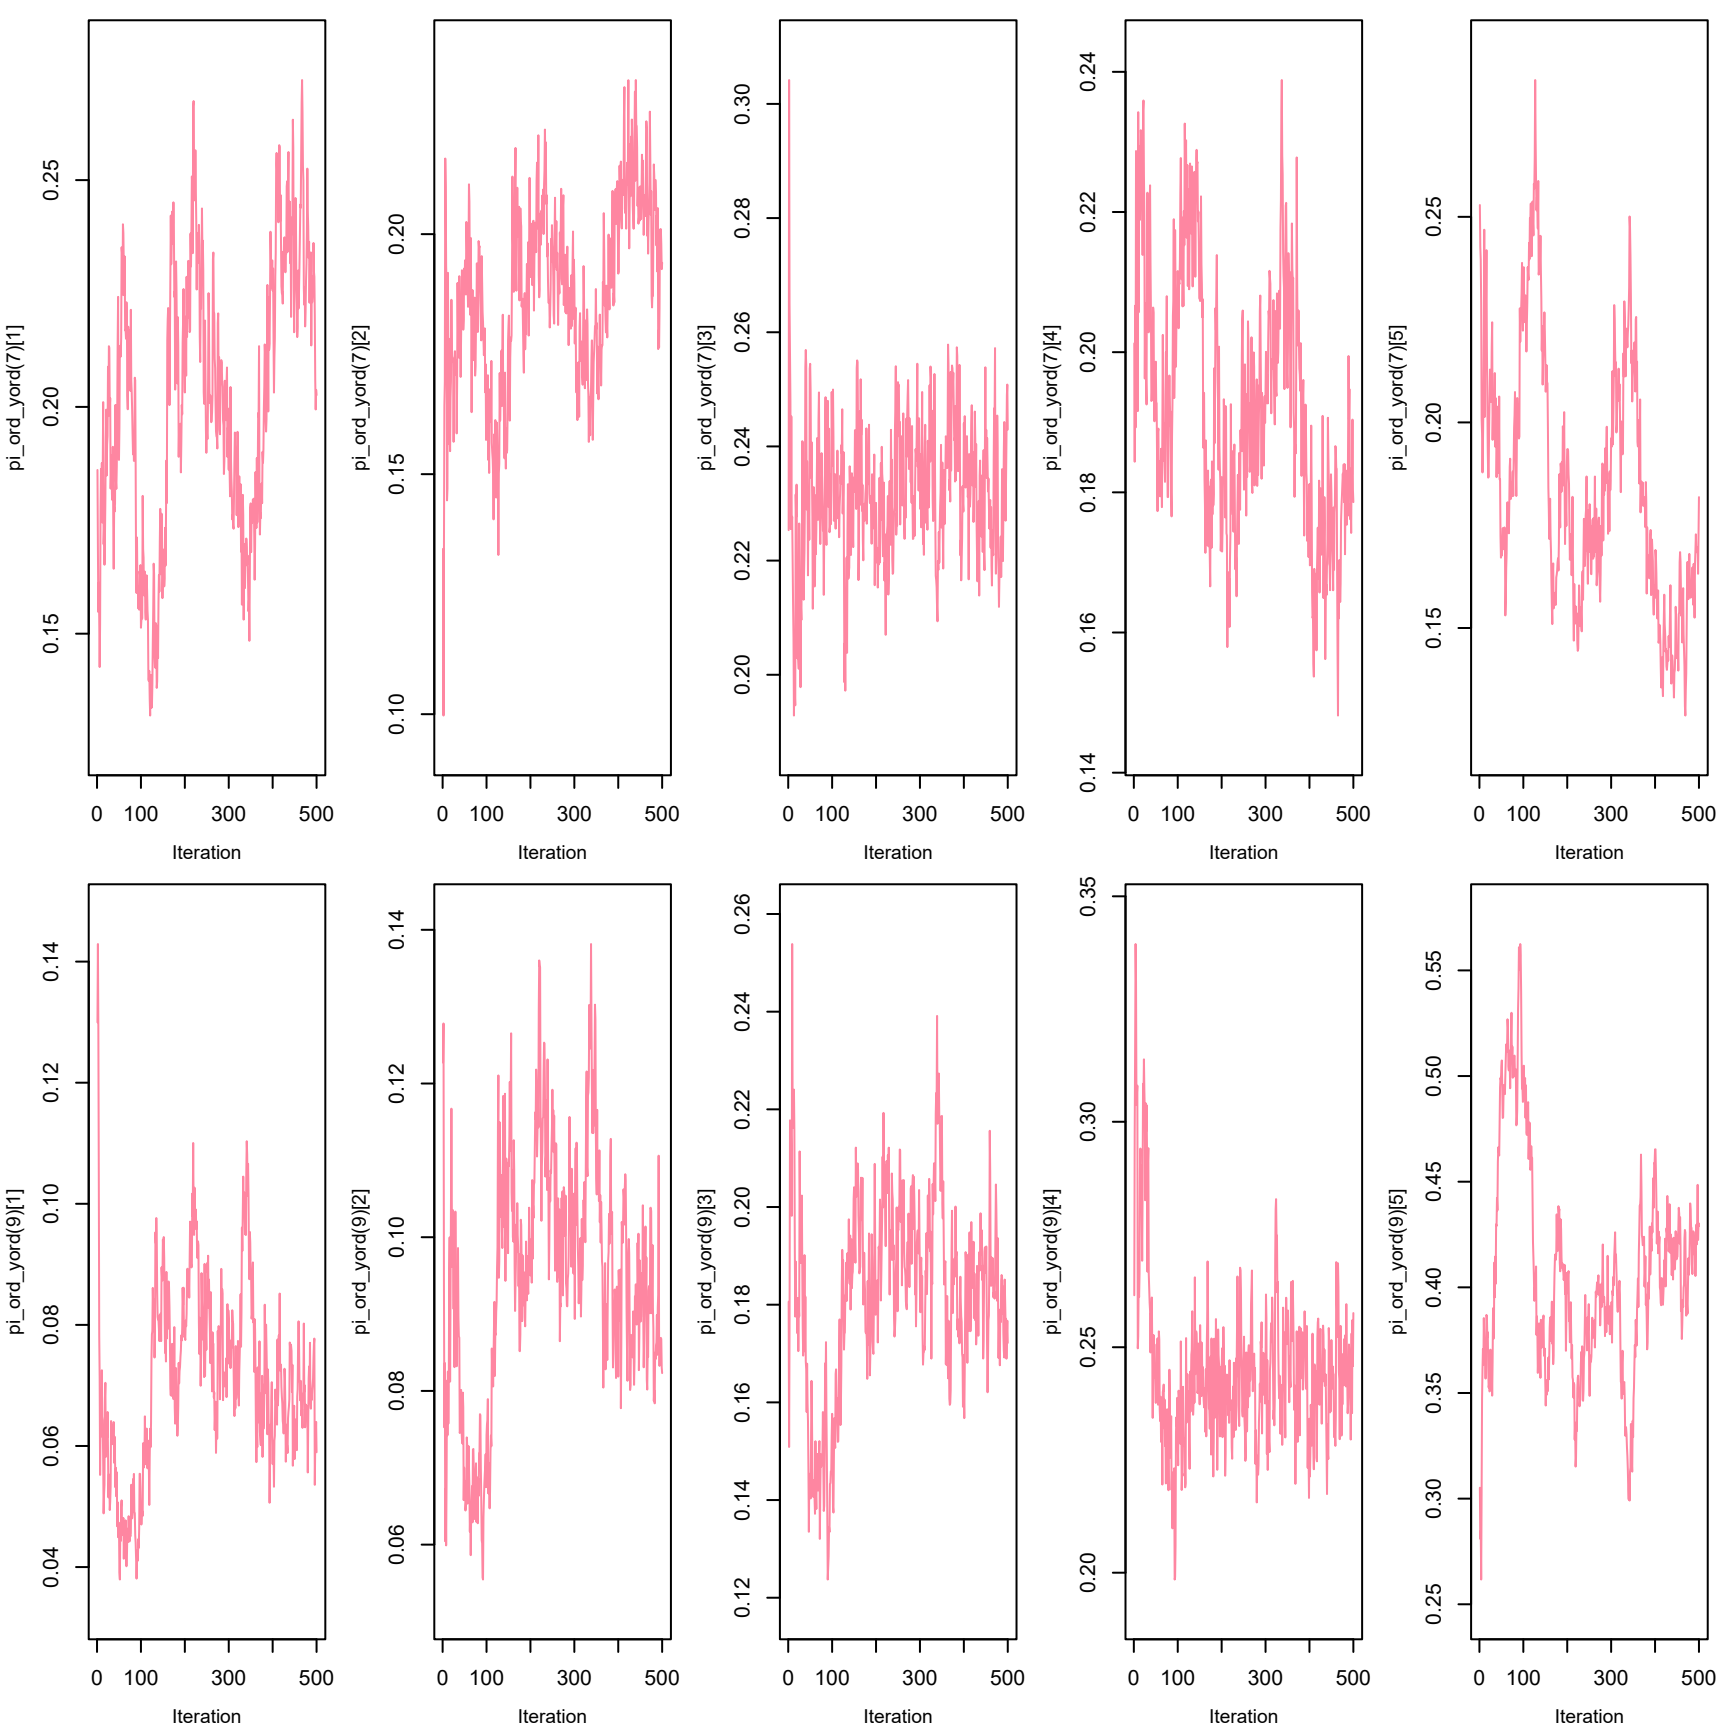 pi_ord_yord(7)[1]
0.15
0.20
0.25
0 100 300 500
Iteration
pi_ord_yord(7)[2]
0.10
0.15
0.20
0 100 300 500
Iteration
pi_ord_yord(7)[3]
0.20
0.22
0.24
0.26
0.28
0.30
0 100 300 500
Iteration
pi_ord_yord(7)[4]
0.14
0.16
0.18
0.20
0.22
0.24
0 100 300 500
Iteration
pi_ord_yord(7)[5]
0.15
0.20
0.25
0 100 300 500
Iteration
pi_ord_yord(9)[1]
0.04
0.06
0.08
0.10
0.12
0.14
0 100 300 500
Iteration
pi_ord_yord(9)[2]
0.06
0.08
0.10
0.12
0.14
0 100 300 500
Iteration
pi_ord_yord(9)[3]
0.12
0.14
0.16
0.18
0.20
0.22
0.24
0.26
0 100 300 500
Iteration
pi_ord_yord(9)[4]
0.20
0.25
0.30
0.35
0 100 300 500
Iteration
pi_ord_yord(9)[5]
0.25
0.30
0.35
0.40
0.45
0.50
0.55
0 100 300 500
Iteration